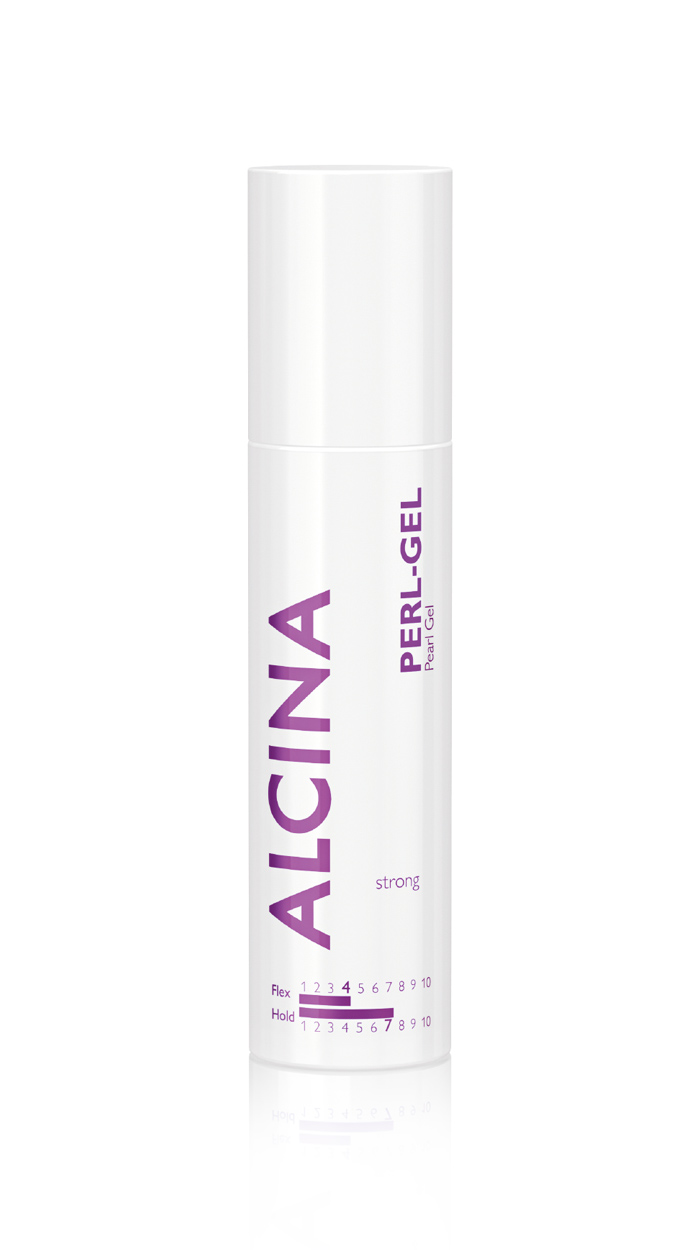 ALCINA
PERL-GEL
Pearl Gel
strong
Flex 1 2 3 4 5 6 7 8 9 10
Hold
1 2 3 4 5 6 7 8 9 10